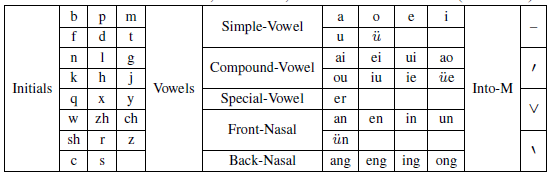 b p m Simple-Vowel a o e i –
f d t u ü
n l g Compound-Vowel ai ei ui ao ˊ
k h j ou iu ie üe
Initials Vowels Into-M
q x y Special-Vowel er ∨
w zh ch Front-Nasal an en in un
sh r z ün ˋ
c s Back-Nasal ang eng ing ong